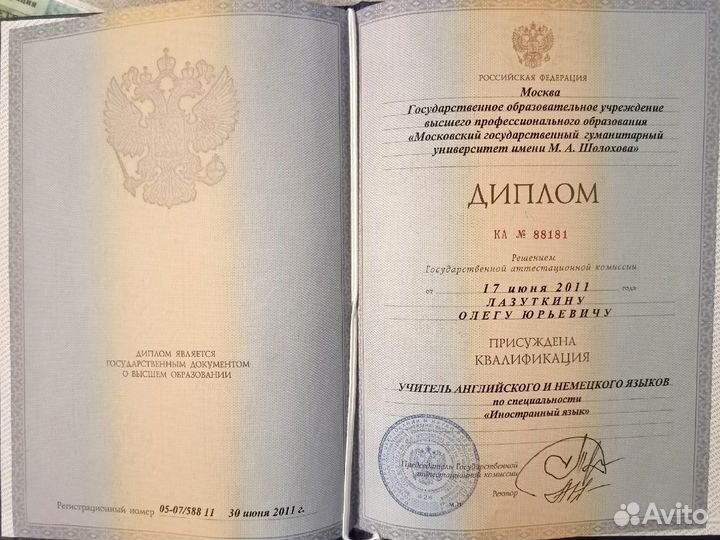 ДИПЛОМ ЯВЛЯЕТСЯ
ГОСУДАРСТВЕННЫМ ДОКУМЕНТОМ
О ВЫСШЕМ ОБРАЗОВАНИИ
Регистрационный номер 05-07/588 11 30 июня 2011 г.
РОССИЙСКАЯ ФЕДЕРАЦИЯ
Москва
Государственное образовательное учреждение
высшего профессионального образования
«Московский государственный гуманитарный
университет имени М. А. Шолохова»
ДИПЛОМ
КА № 88181
Решением
Государственной аттестационной комиссии
от 17 июня 2011 года
ЛАЗУТКИНУ
ОЛЕГУ ЮРЬЕВИЧУ
ПРИСУЖДЕНА
КВАЛИФИКАЦИЯ
УЧИТЕЛЬ АНГЛИЙСКОГО И НЕМЕЦКОГО ЯЗЫКОВ
по специальности
«Иностранный язык»
Председатель Государственной
аттестационной комиссии
Ректор
М.П.
Avito